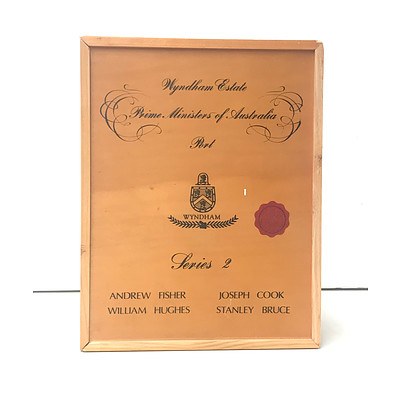 Wyndham Estate
Prime Ministers of Australia
Port
WYNDHAM
Series 2
ANDREW FISHER JOSEPH COOK
WILLIAM HUGHES STANLEY BRUCE